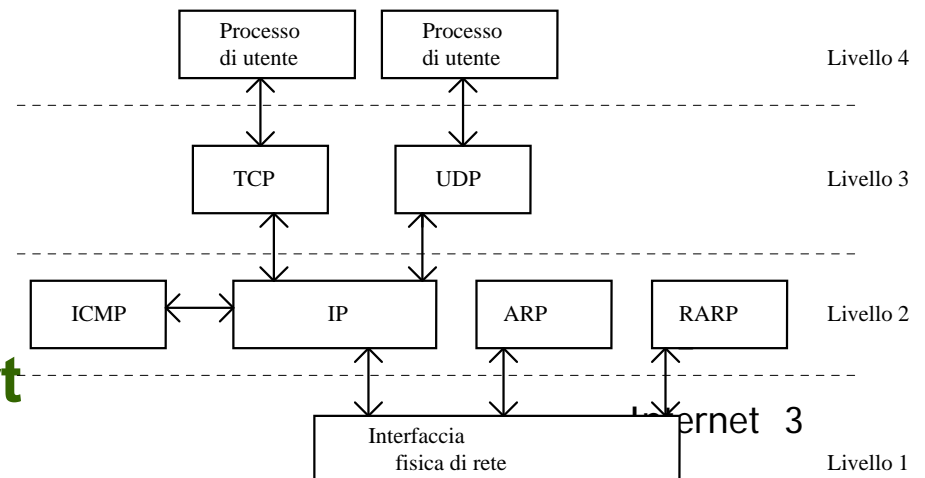 Processo
di utente
Processo
di utente
Livello 4
TCP
UDP
Livello 3
ICMP
IP
ARP
RARP
Livello 2
t
3
Interfaccia
fisica di rete
Livello 1